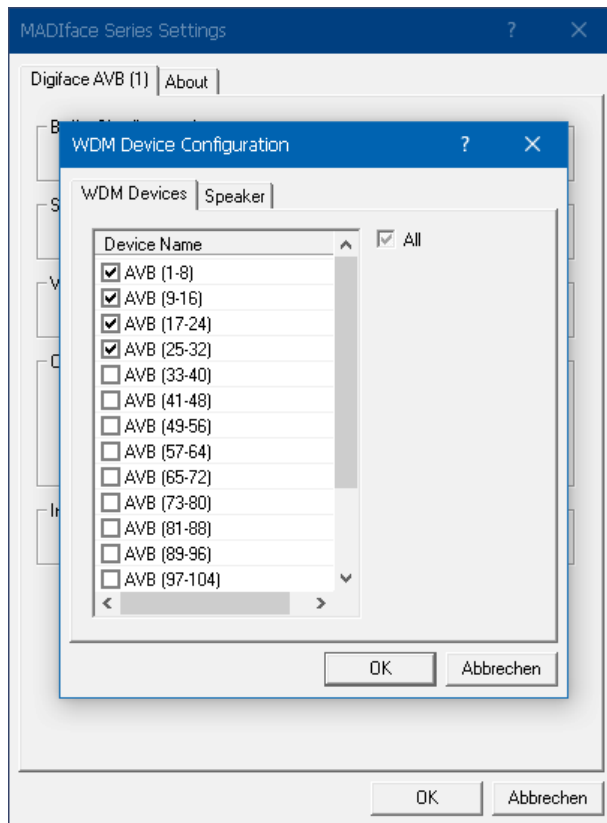 MADIface Series Settings
Digiface AVB (1) About
WDM Device Configuration
WDM Devices Speaker
Device Name
All
AVB (1-8)
AVB (9-16)
AVB (17-24)
AVB (25-32)
AVB (33-40)
AVB (41-48)
AVB (49-56)
AVB (57-64)
AVB (65-72)
AVB (73-80)
AVB (81-88)
AVB (89-96)
AVB (97-104)
OK Abbrechen
OK Abbrechen